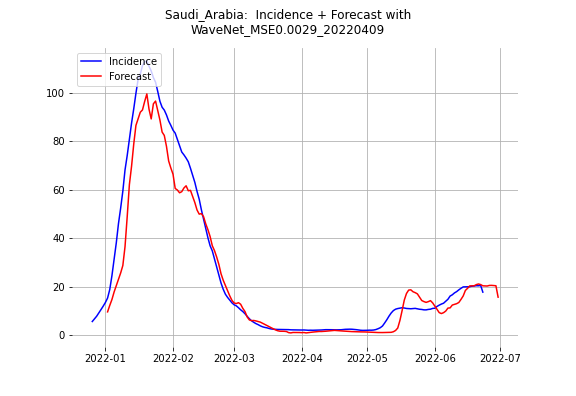 Saudi_Arabia:  Incidence + Forecast with
WaveNet_MSE0.0029_20220409
Incidence
Forecast
100
80
60
40
20
0
2022-01 2022-02 2022-03 2022-04 2022-05 2022-06 2022-07